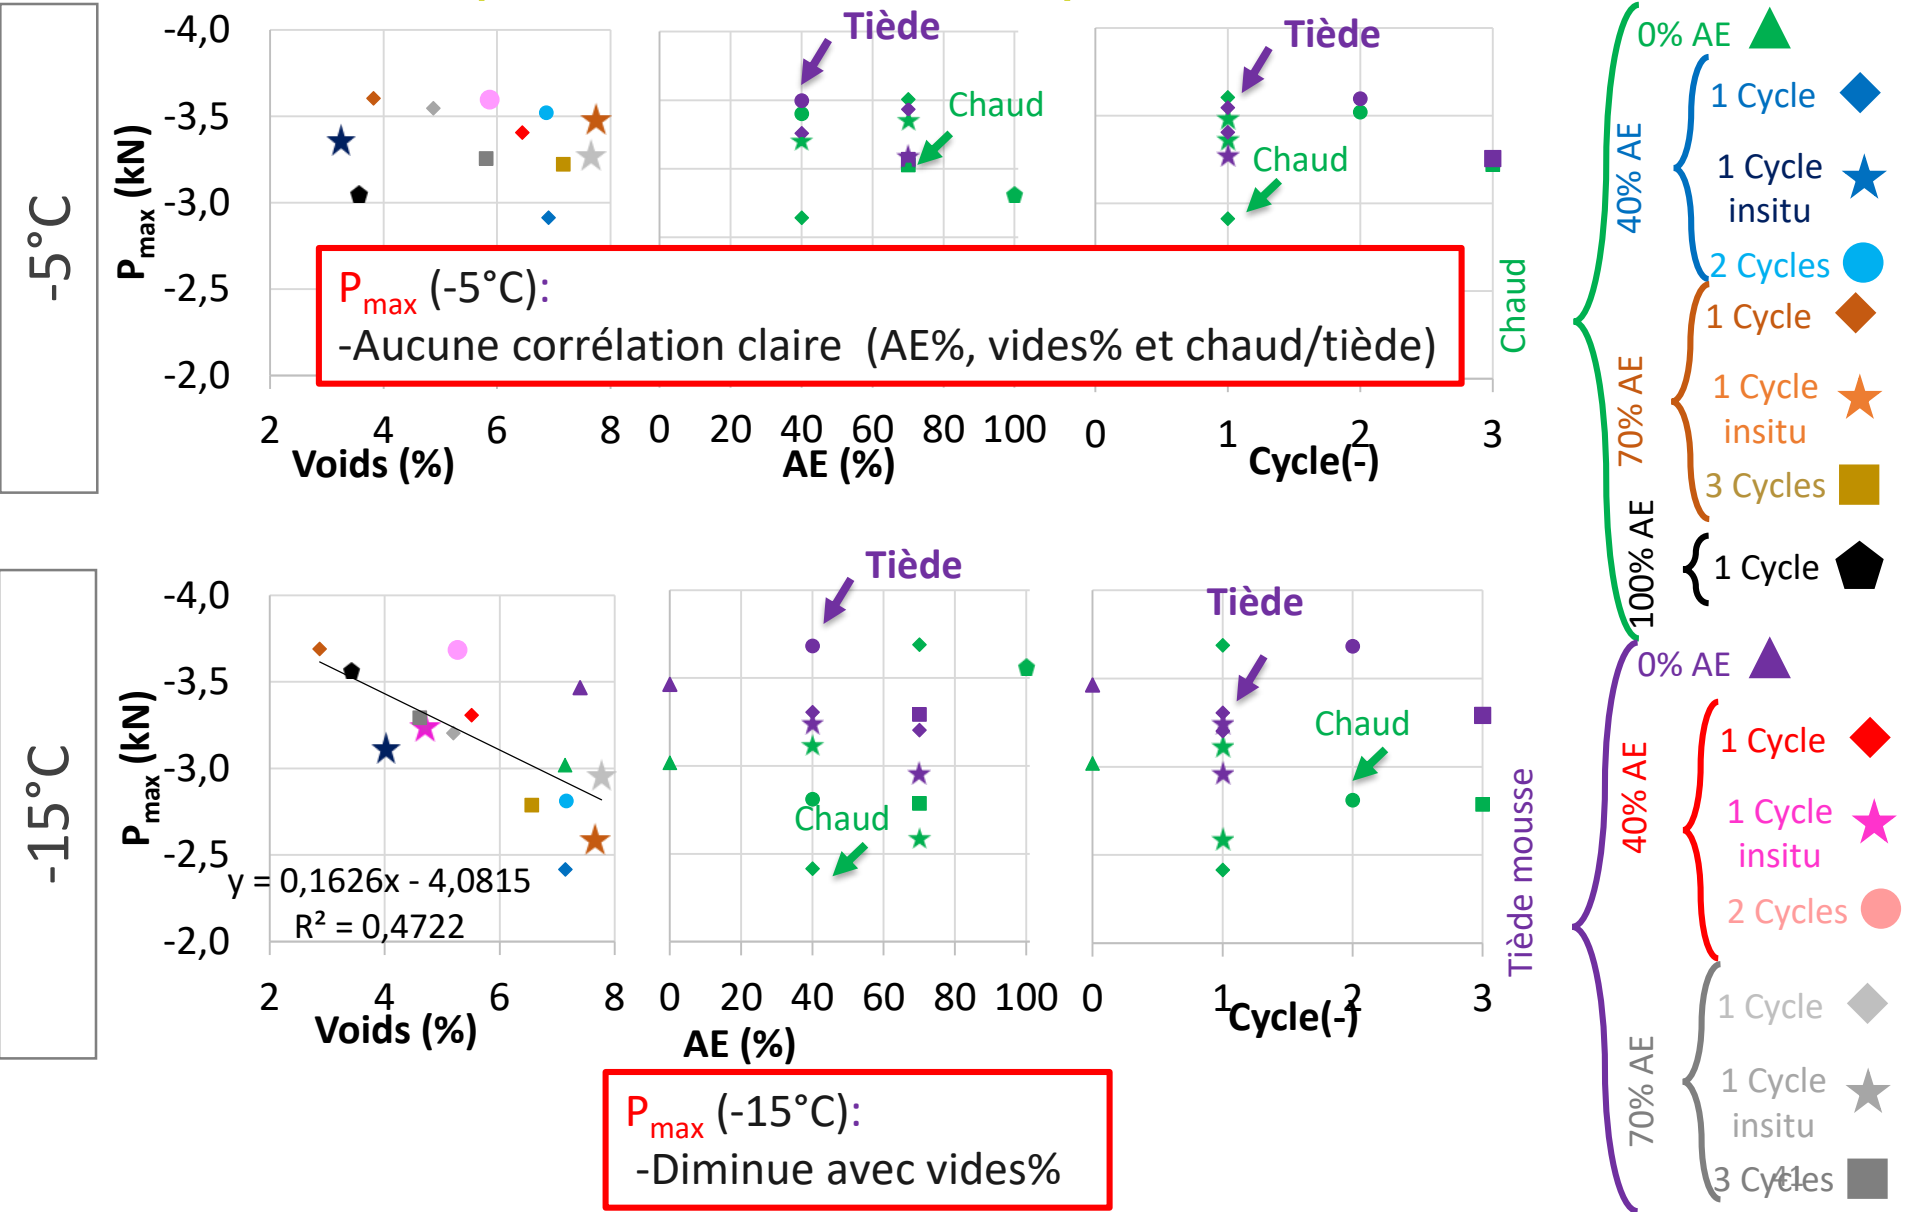 -5°C
-4,0
-3,5
-3,0
-2,5
-2,0
Pmax (kN)
2
4
6
8
Voids (%)
Tiède
Chaud
0
20
40
60
80
100
AE (%)
Tiède
Chaud
0
1
2
3
Cycle(-)
Pmax (-5°C):
-Aucune corrélation claire (AE%, vides% et chaud/tiède)
-15°C
-4,0
-3,5
-3,0
-2,5
-2,0
Pmax (kN)
y = 0,1626x - 4,0815
R² = 0,4722
2
4
6
8
Voids (%)
Tiède
Chaud
0
20
40
60
80
100
AE (%)
Tiède
Chaud
0
1
2
3
Cycle(-)
Pmax (-15°C):
-Diminue avec vides%
Chaud
0% AE
40% AE
1 Cycle
1 Cycle
insitu
2 Cycles
70% AE
1 Cycle
1 Cycle
insitu
3 Cycles
100% AE
1 Cycle
Tiède mousse
0% AE
40% AE
1 Cycle
1 Cycle
insitu
2 Cycles
70% AE
1 Cycle
1 Cycle
insitu
3 Cycles
41